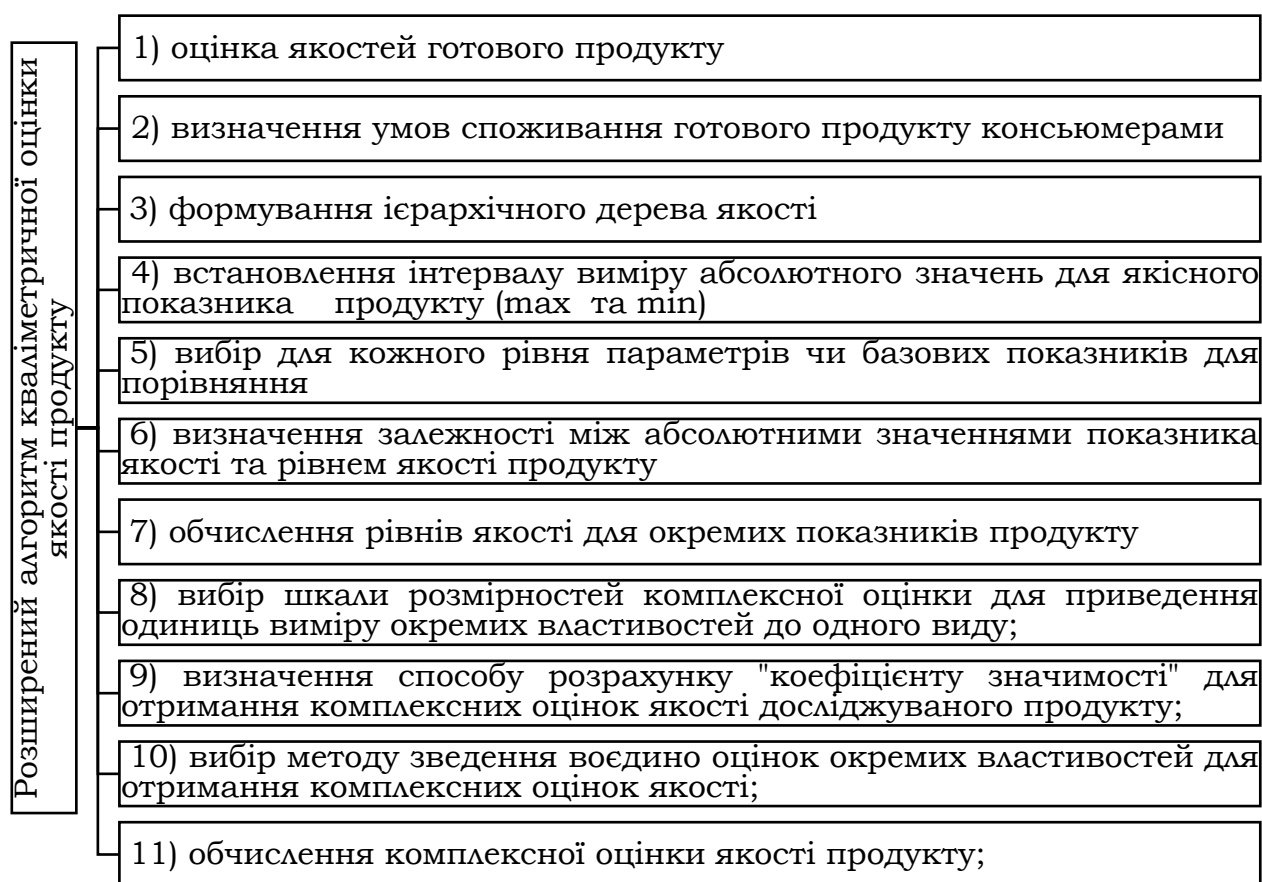 Розширений алгоритм кваліметричної оцінки
якості продукту
1) оцінка якостей готового продукту
2) визначення умов споживання готового продукту консьюмерами
3) формування ієрархічного дерева якості
4) встановлення інтервалу виміру абсолютного значень для якісного
показника продукту (max та min)
5) вибір для кожного рівня параметрів чи базових показників для
порівняння
6) визначення залежності між абсолютними значеннями показника
якості та рівнем якості продукту
7) обчислення рівнів якості для окремих показників продукту
8) вибір шкали розмірностей комплексної оцінки для приведення
одиниць виміру окремих властивостей до одного виду;
9) визначення способу розрахунку "коефіцієнту значимості" для
отримання комплексних оцінок якості досліджуваного продукту;
10) вибір методу зведення воєдино оцінок окремих властивостей для
отримання комплексних оцінок якості;
11) обчислення комплексної оцінки якості продукту;